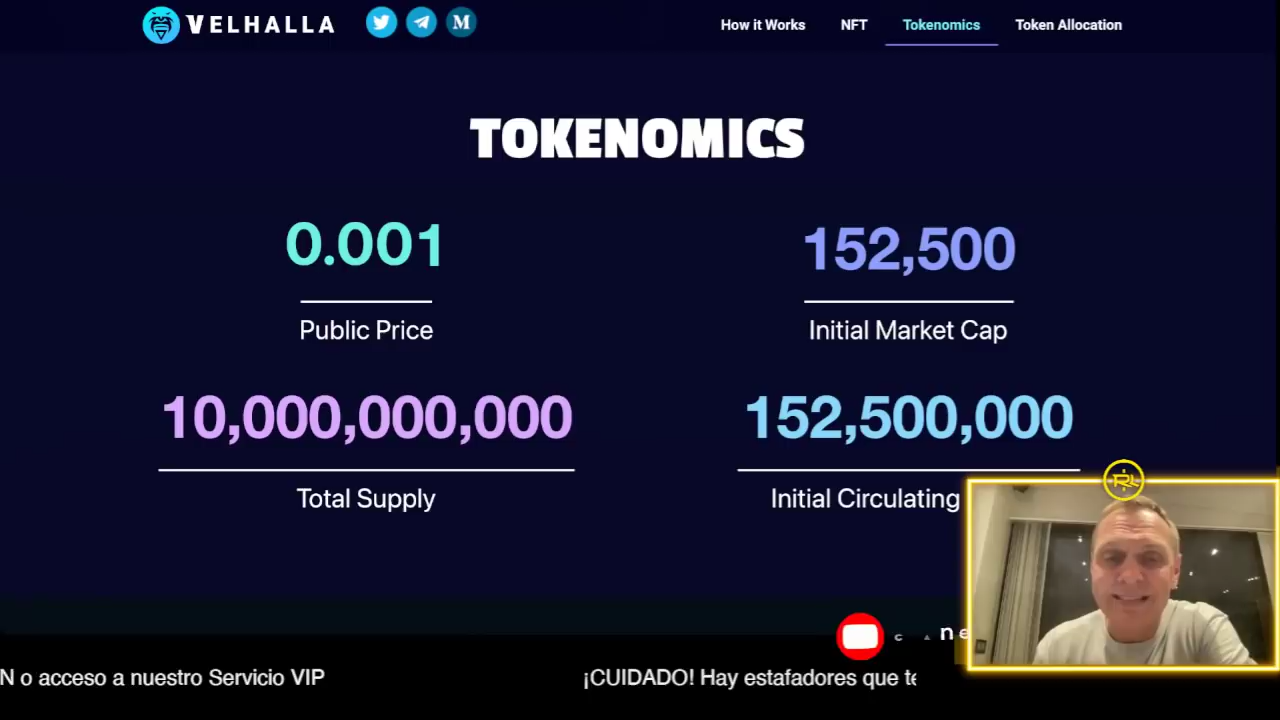 VELHALLA
M
How it Works
NFT
Tokenomics
Token Allocation
TOKENOMICS
0.001
Public Price
152,500
Initial Market Cap
10,000,000,000
Total Supply
152,500,000
Initial Circulating
RL
N o acceso a nuestro Servicio VIP
¡CUIDADO! Hay estafadores que te